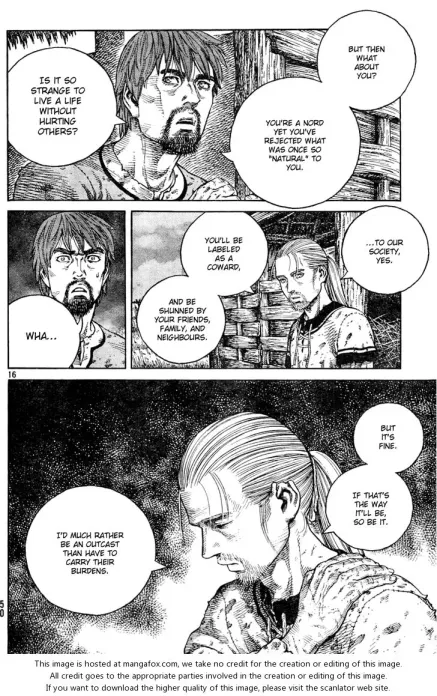 BUT THEN
WHAT
ABOUT
YOU?
YOU'RE A NORD
YET YOU'VE
REJECTED WHAT
WAS ONCE SO
"NATURAL" TO
YOU.
IS IT SO
STRANGE TO
LIVE A LIFE
WITHOUT
HURTING
OTHERS?
...TO OUR
SOCIETY,
YES.
YOU'LL BE
LABELED
AS A
COWARD,
AND BE
SHUNNED BY
YOUR FRIENDS,
FAMILY, AND
NEIGHBOURS.
WHA...
16
BUT
IT'S
FINE.
IF THAT'S
THE WAY
IT'LL BE,
SO BE IT.
I'D MUCH RATHER
BE AN OUTCAST
THAN HAVE TO
CARRY THEIR
BURDENS.
50
This image is hosted at mangafox.com, we take no credit for the creation or editing of this image.
All credit goes to the appropriate parties involved in the creation or editing of this image.
If you want to download the higher quality of this image, please visit the scanlator web site.